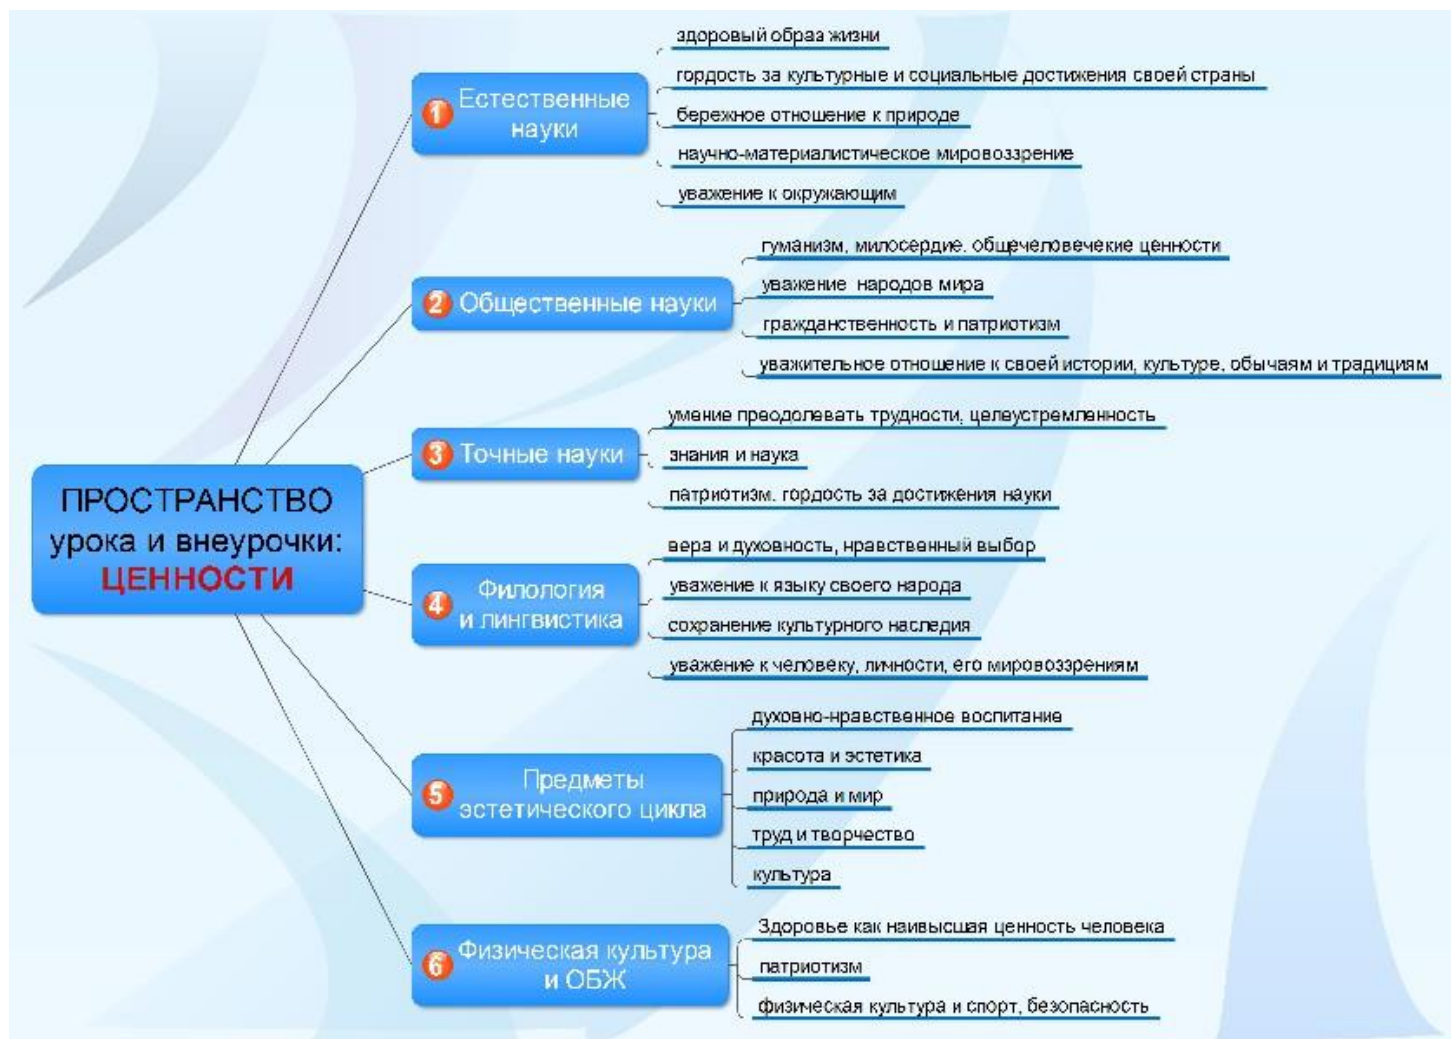 ПРОСТРАНСТВО
урока и внеурочки:
ЦЕННОСТИ
1 Естественные
науки
здоровый образ жизни
гордость за культурные и социальные достижения своей страны
бережное отношение к природе
научно-материалистическое мировоззрение
уважение к окружающим
2 Общественные науки
гуманизм, милосердие. общечеловечекие ценности
уважение народов мира
гражданственность и патриотизм
уважительное отношение к своей истории, культуре, обычаям и традициям
3 Точные науки
умение преодолевать трудности, целеустремленность
знания и наука
патриотизм. гордость за достижения науки
4 Филология
и лингвистика
вера и духовность, нравственный выбор
уважение к языку своего народа
сохранение культурного наследия
уважение к человеку, личности, его мировоззрениям
5 Предметы
эстетического цикла
духовно-нравственное воспитание
красота и эстетика
природа и мир
труд и творчество
культура
6 Физическая культура
и ОБЖ
Здоровье как наивысшая ценность человека
патриотизм
физическая культура и спорт, безопасность